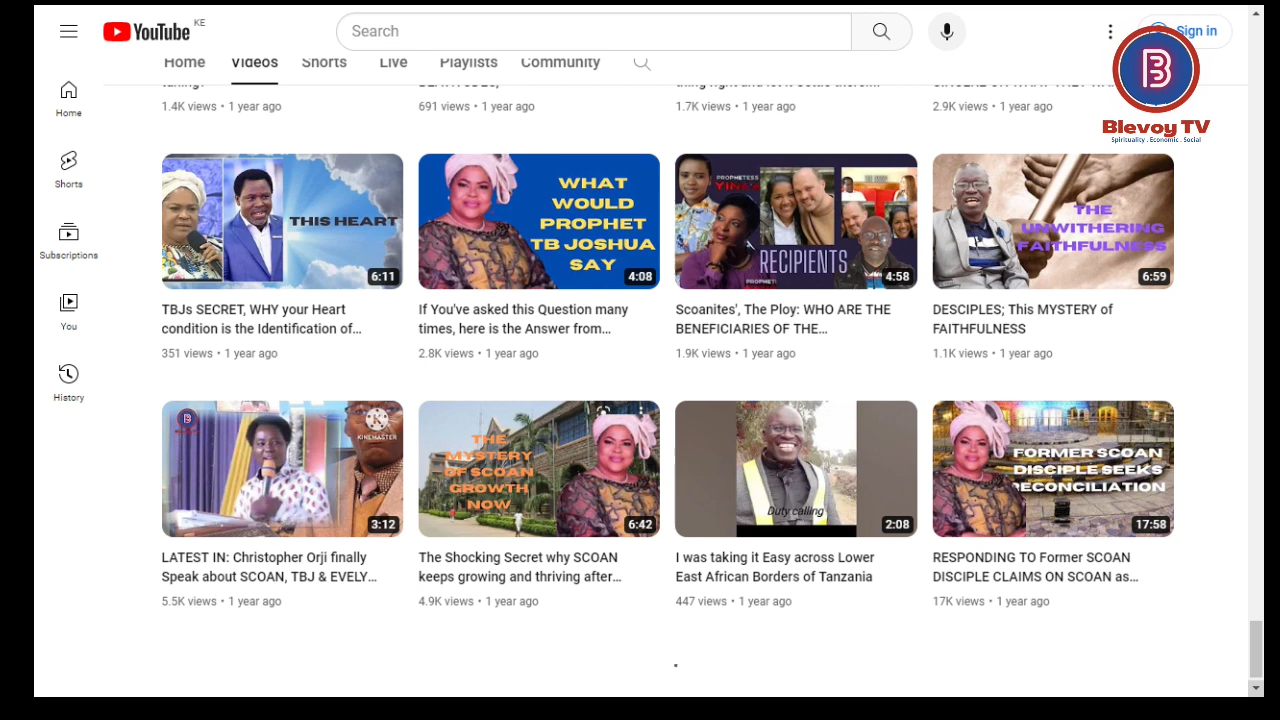 YouTube KE
Search
Sign in
Home
Videos
Shorts
Live
Playlists
Community
Blevoy TV
Spirituality . Economic . Social
Home
Shorts
Subscriptions
You
History
1.4K views • 1 year ago
691 views • 1 year ago
1.7K views • 1 year ago
2.9K views • 1 year ago
THIS HEART
6:11
WHAT
WOULD
PROPHET
TB JOSHUA
SAY
4:08
PROPHETESS
RECIPIENTS
4:58
THE
UNWITHERING
FAITHFULNESS
6:59
TBJs SECRET, WHY your Heart
condition is the Identification of...
351 views • 1 year ago
If You've asked this Question many
times, here is the Answer from...
2.8K views • 1 year ago
Scoanites', The Ploy: WHO ARE THE
BENEFICIARIES OF THE...
1.9K views • 1 year ago
DESCIPLES; This MYSTERY of
FAITHFULNESS
1.1K views • 1 year ago
KINEMASTER
3:12
THE
MYSTERY
OF SCOAN
GROWTH
NOW
6:42
Duty calling
2:08
FORMER SCOAN
DISCIPLE SEEKS
RECONCILIATION
17:58
LATEST IN: Christopher Orji finally
Speak about SCOAN, TBJ & EVELY...
5.5K views • 1 year ago
The Shocking Secret why SCOAN
keeps growing and thriving after...
4.9K views • 1 year ago
I was taking it Easy across Lower
East African Borders of Tanzania
447 views • 1 year ago
RESPONDING TO Former SCOAN
DISCIPLE CLAIMS ON SCOAN as...
17K views • 1 year ago